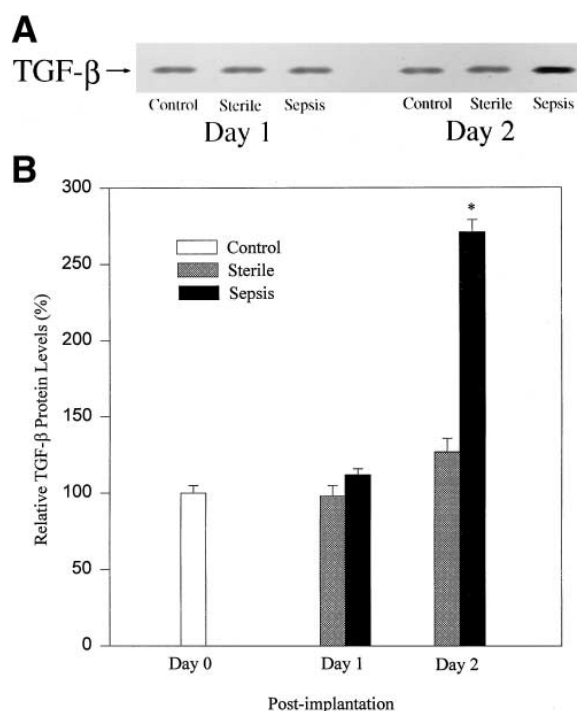 A
TGF-β
Control Sterile Sepsis Control Sterile Sepsis
Day 1 Day 2
B
300
250
200
150
100
50
0
Relative TGF-β Protein Levels (%)
Control
Sterile
Sepsis
*
Day 0 Day 1 Day 2
Post-implantation